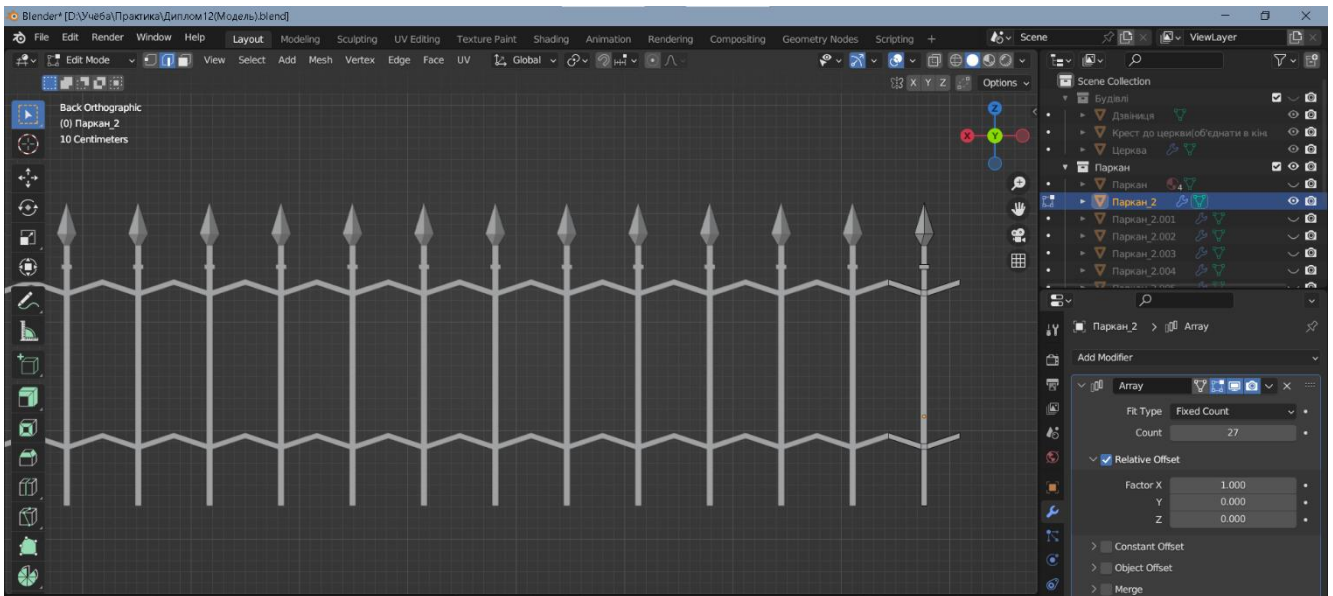 Blender* [D:\Учёба\Практика\Диплом12(Модель).blend]
File Edit Render Window Help Layout Modeling Sculpting UV Editing Texture Paint Shading Animation Rendering Compositing Geometry Nodes Scripting + Scene ViewLayer
Edit Mode View Select Add Mesh Vertex Edge Face UV Global
X Y Z Options
Back Orthographic
(0) Паркан_2
10 Centimeters
Z
X
Y
Scene Collection
Будівлі
Дзвіниця
Крест до церкви(об'єднати в кінц
Церква
Паркан
Паркан 4
Паркан_2
Паркан_2.001
Паркан_2.002
Паркан_2.003
Паркан_2.004
Паркан_2 > Array
Add Modifier
Array
Fit Type Fixed Count
Count 27
Relative Offset
Factor X 1.000
Y 0.000
Z 0.000
Constant Offset
Object Offset
Merge